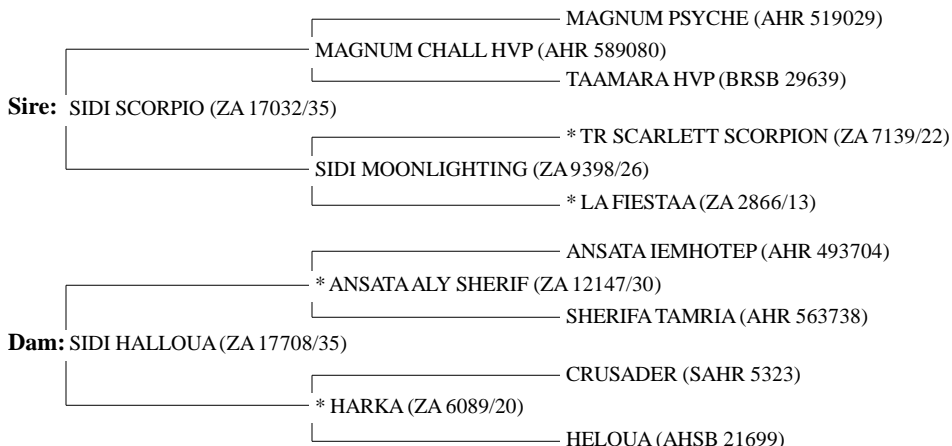 MAGNUM PSYCHE (AHR 519029)
MAGNUM CHALL HVP (AHR 589080)
TAAMARA HVP (BRSB 29639)
Sire: SIDI SCORPIO (ZA 17032/35)
* TR SCARLETT SCORPION (ZA 7139/22)
SIDI MOONLIGHTING (ZA 9398/26)
* LA FIESTAA (ZA 2866/13)
ANSATA IEMHOTEP (AHR 493704)
* ANSATA ALY SHERIF (ZA 12147/30)
SHERIFA TAMRIA (AHR 563738)
Dam: SIDI HALLOUA (ZA 17708/35)
CRUSADER (SAHR 5323)
* HARKA (ZA 6089/20)
HELOUA (AHSB 21699)